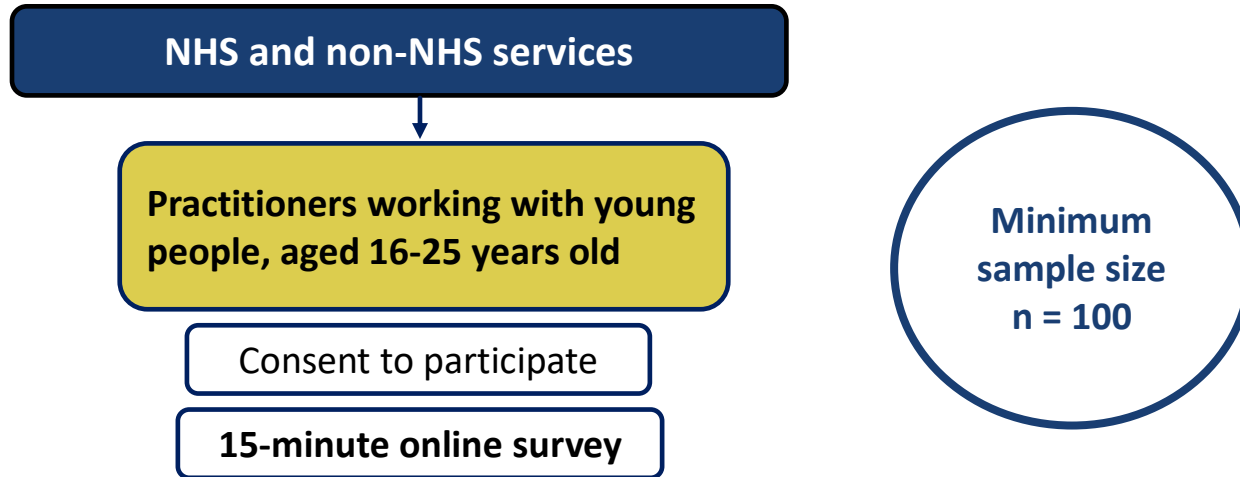 NHS and non-NHS services
Practitioners working with young
people, aged 16-25 years old
Consent to participate
15-minute online survey
Minimum
sample size
n = 100